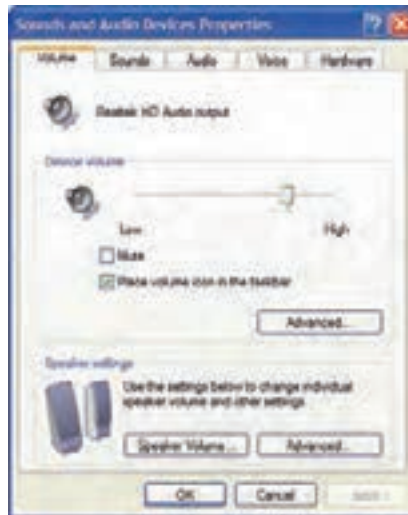 Sounds and Audio Devices Properties
Volume Sounds Audio Voice Hardware
Realtek HD Audio output
Device volume
Low High
Mute
Place volume icon in the taskbar
Advanced...
Speaker settings
Use the settings below to change individual
speaker volume and other settings
Speaker Volume... Advanced...
OK Cancel Apply